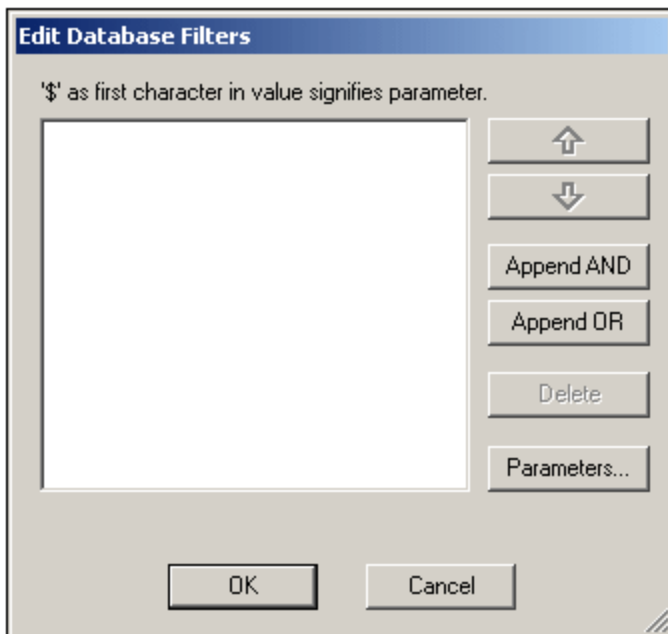 Edit Database Filters
'$' as first character in value signifies parameter.
Append AND
Append OR
Delete
Parameters...
OK
Cancel